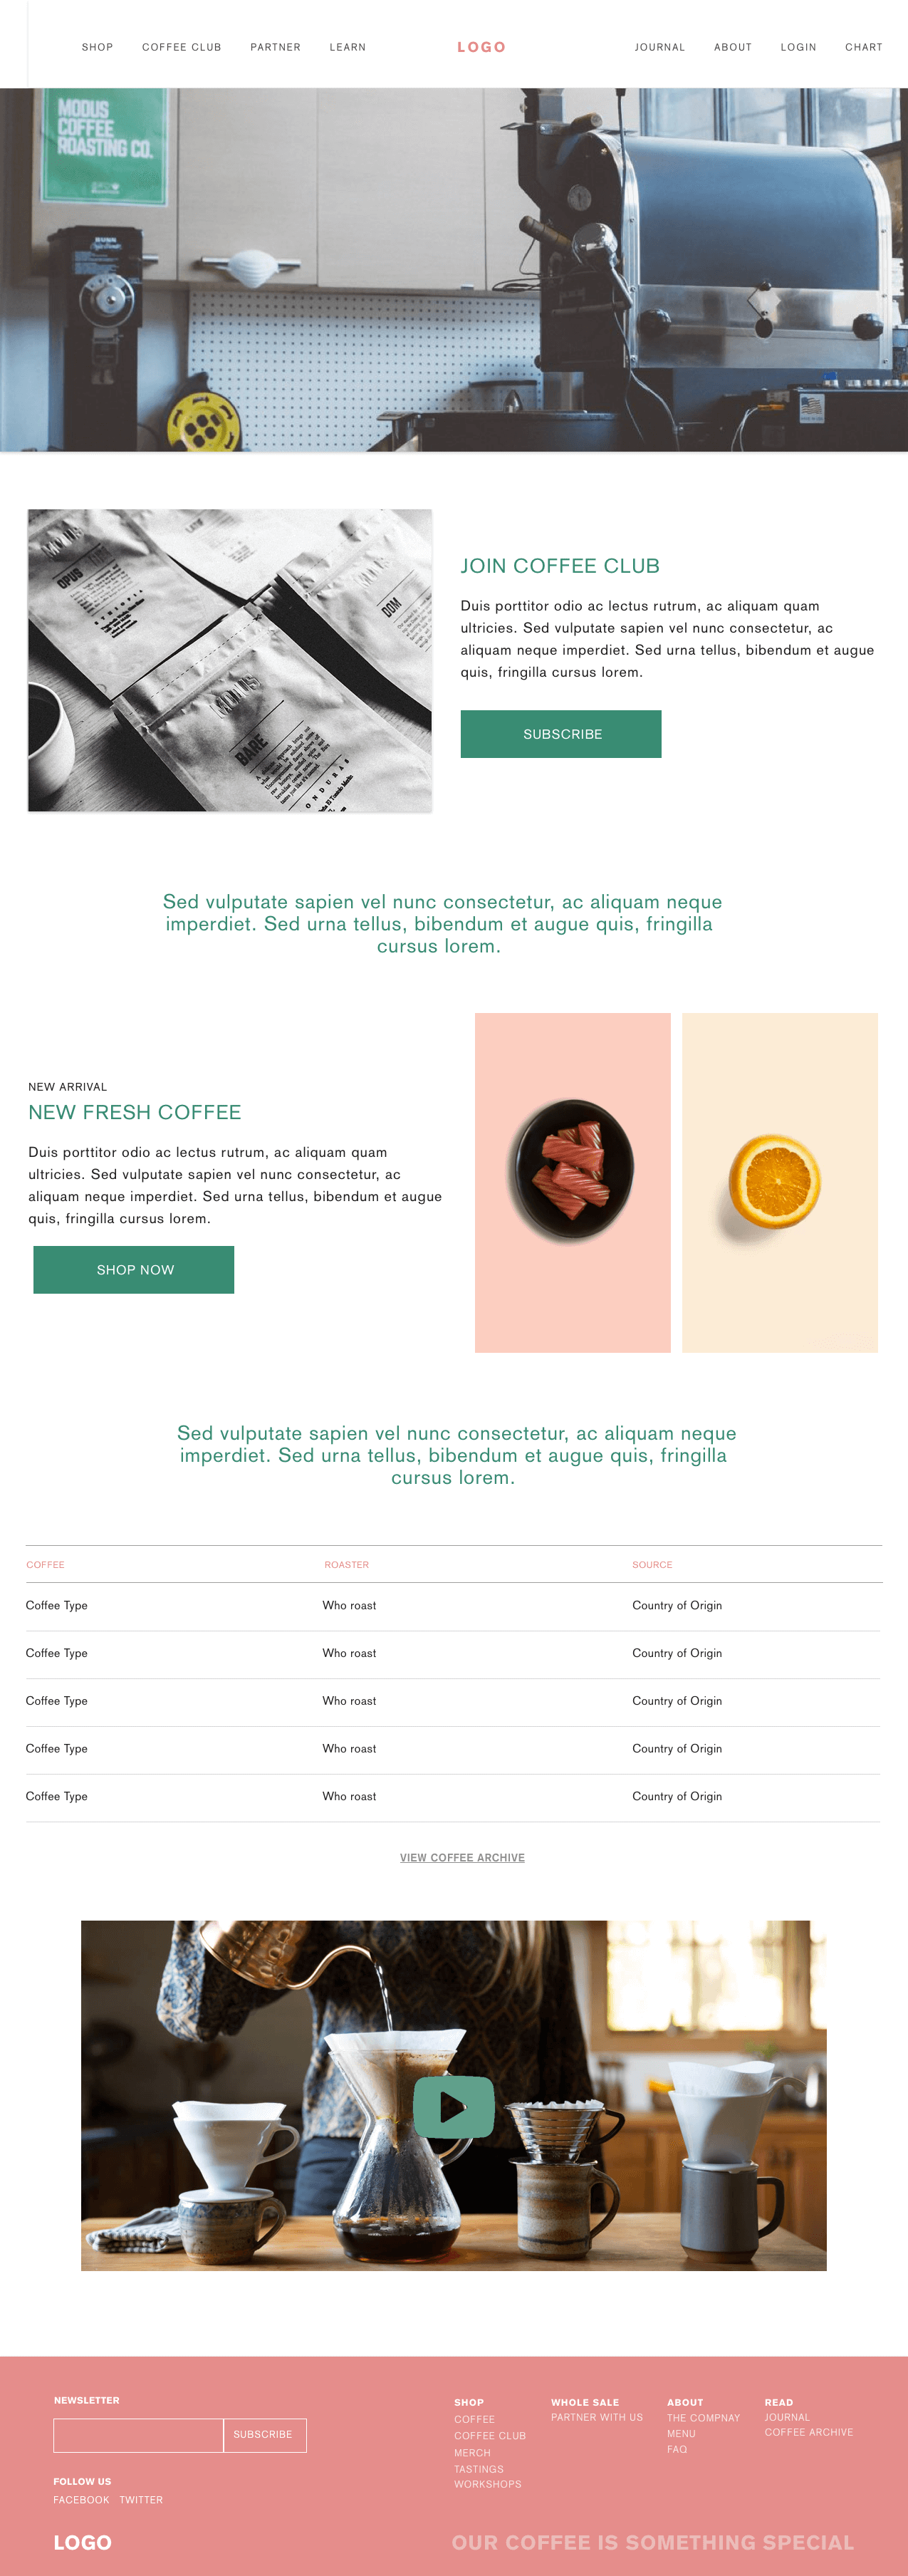 SHOP COFFEE CLUB PARTNER LEARN LOGO JOURNAL ABOUT LOGIN CHART
MODUS
COFFEE
ROASTING CO.
BUNN
OPUS
ETHIOPIA
DOM
BARE
HONDURAS
JOIN COFFEE CLUB
Duis porttitor odio ac lectus rutrum, ac aliquam quam
ultricies. Sed vulputate sapien vel nunc consectetur, ac
aliquam neque imperdiet. Sed urna tellus, bibendum et augue
quis, fringilla cursus lorem.
SUBSCRIBE
Sed vulputate sapien vel nunc consectetur, ac aliquam neque
imperdiet. Sed urna tellus, bibendum et augue quis, fringilla
cursus lorem.
NEW ARRIVAL
NEW FRESH COFFEE
Duis porttitor odio ac lectus rutrum, ac aliquam quam
ultricies. Sed vulputate sapien vel nunc consectetur, ac
aliquam neque imperdiet. Sed urna tellus, bibendum et augue
quis, fringilla cursus lorem.
SHOP NOW
Sed vulputate sapien vel nunc consectetur, ac aliquam neque
imperdiet. Sed urna tellus, bibendum et augue quis, fringilla
cursus lorem.
COFFEE ROASTER SOURCE
Coffee Type Who roast Country of Origin
Coffee Type Who roast Country of Origin
Coffee Type Who roast Country of Origin
Coffee Type Who roast Country of Origin
Coffee Type Who roast Country of Origin
VIEW COFFEE ARCHIVE
NEWSLETTER
SUBSCRIBE
FOLLOW US
FACEBOOK TWITTER
LOGO
SHOP
COFFEE
COFFEE CLUB
MERCH
TASTINGS
WORKSHOPS
WHOLE SALE
PARTNER WITH US
ABOUT
THE COMPNAY
MENU
FAQ
READ
JOURNAL
COFFEE ARCHIVE
OUR COFFEE IS SOMETHING SPECIAL